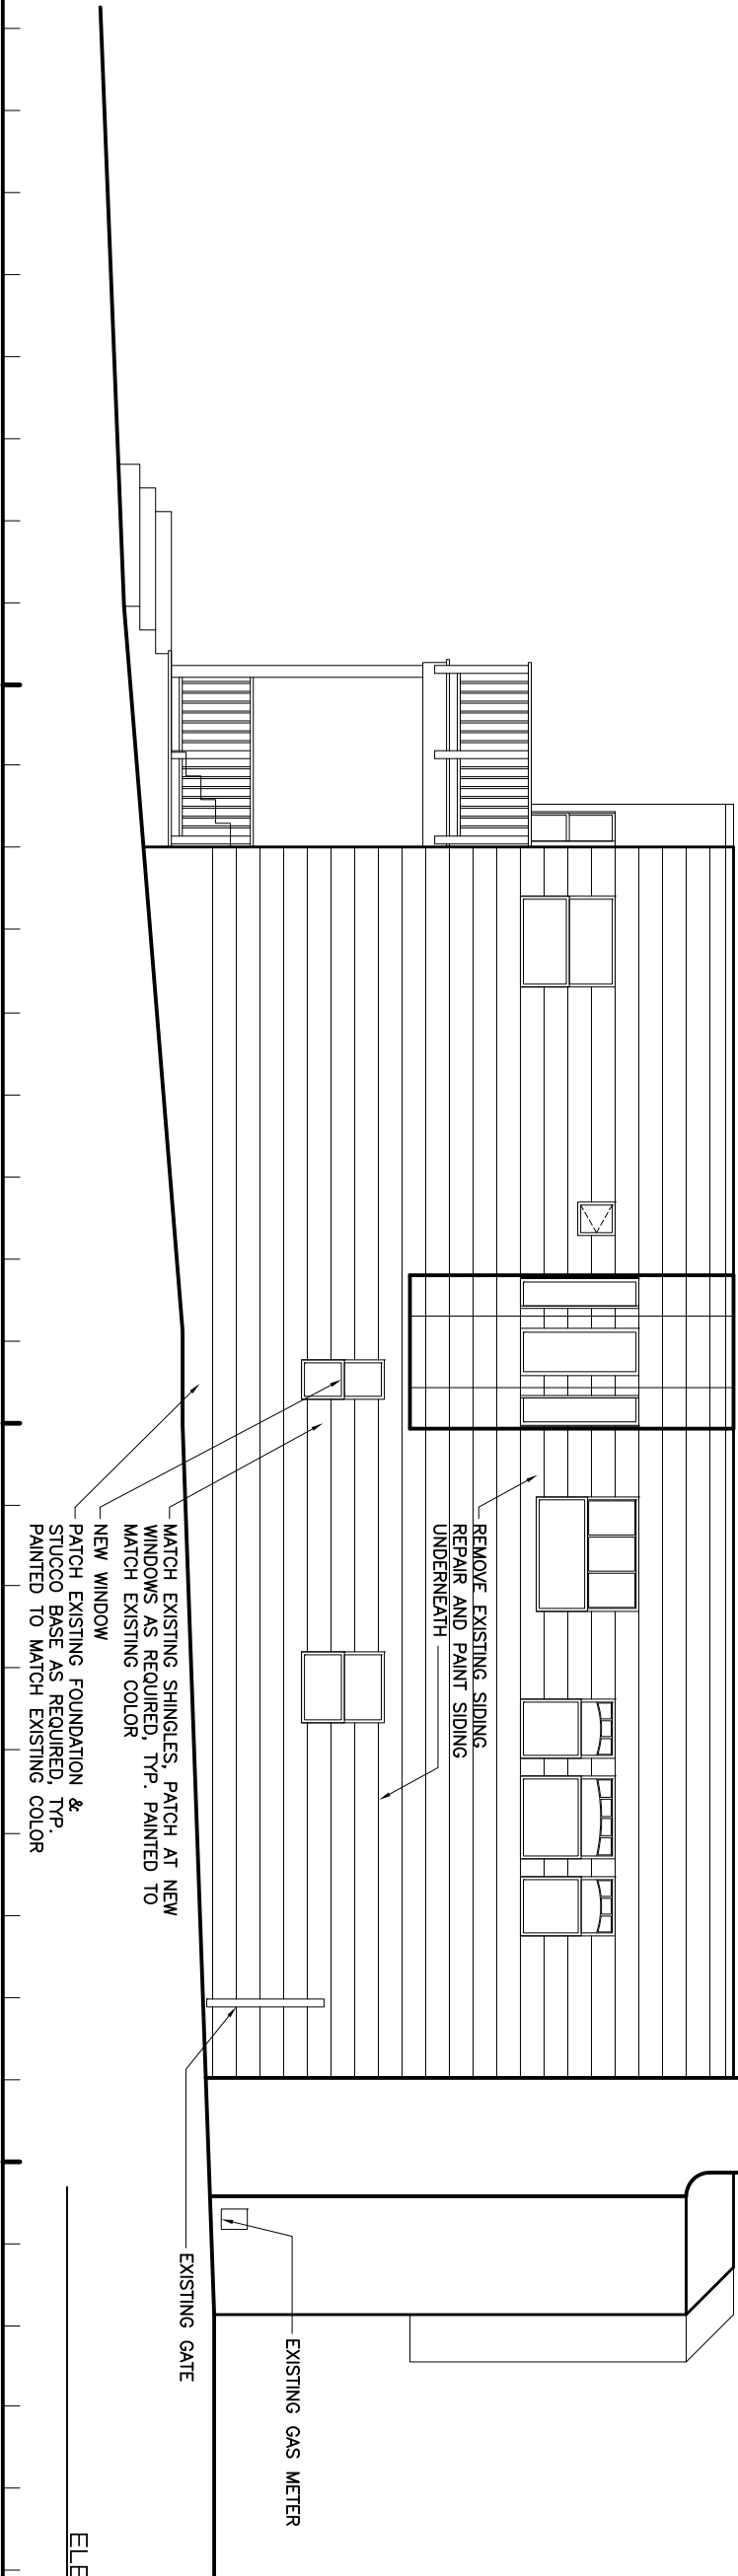 REMOVE EXISTING SIDING
REPAIR AND PAINT SIDING
UNDERNEATH
MATCH EXISTING SHINGLES, PATCH AT NEW
WINDOWS AS REQUIRED, TYP. PAINTED TO
MATCH EXISTING COLOR
NEW WINDOW
PATCH EXISTING FOUNDATION &
STUCCO BASE AS REQUIRED, TYP.
PAINTED TO MATCH EXISTING COLOR
EXISTING GAS METER
EXISTING GATE